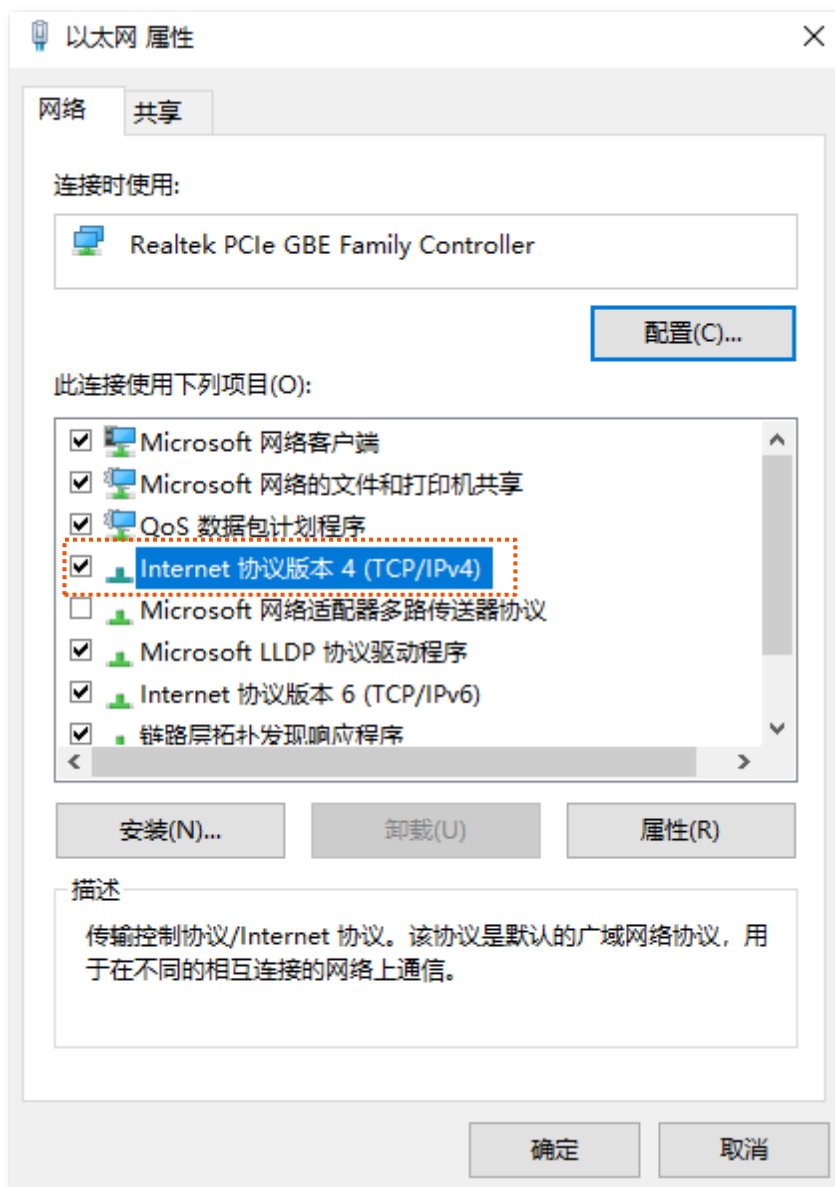 以太网 属性
网络
共享
连接时使用:
Realtek PCIe GBE Family Controller
配置(C)...
此连接使用下列项目(O):
Microsoft 网络客户端
Microsoft 网络的文件和打印机共享
QoS 数据包计划程序
Internet 协议版本 4 (TCP/IPv4)
Microsoft 网络适配器多路传送器协议
Microsoft LLDP 协议驱动程序
Internet 协议版本 6 (TCP/IPv6)
链路层拓扑发现响应程序
安装(N)...
卸载(U)
属性(R)
描述
传输控制协议/Internet 协议。该协议是默认的广域网络协议，用
于在不同的相互连接的网络上通信。
确定
取消